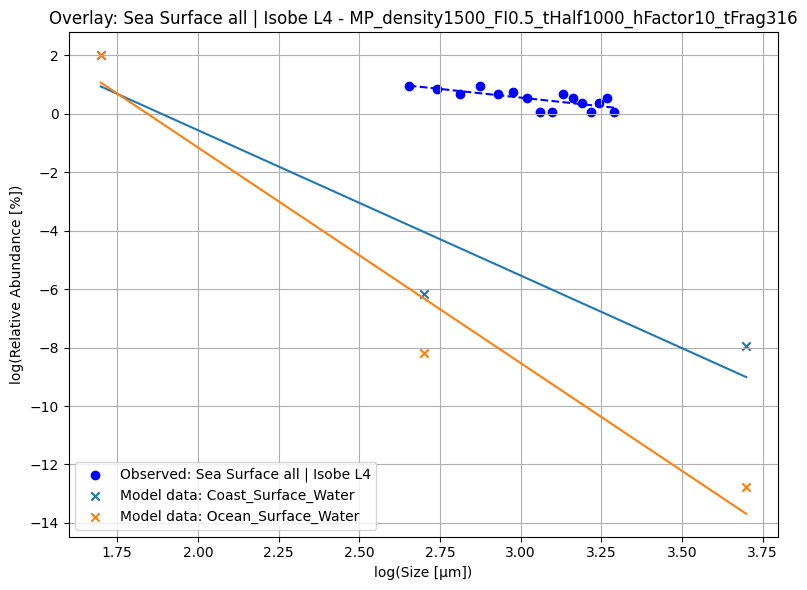 Overlay: Sea Surface all | Isobe L4 - MP_density1500_FI0.5_tHalf1000_hFactor10_tFrag316
log(Relative Abundance [%])
2
0
−2
−4
−6
−8
−10
−12
−14
Observed: Sea Surface all | Isobe L4
Model data: Coast_Surface_Water
Model data: Ocean_Surface_Water
1.75 2.00 2.25 2.50 2.75 3.00 3.25 3.50 3.75
log(Size [μm])